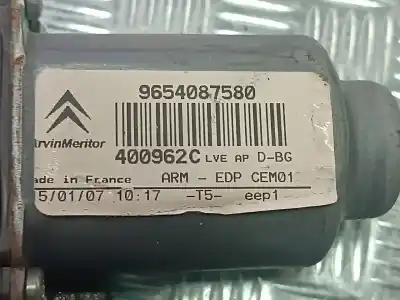 9654087580
ArvinMeritor
400962C LVE AP D-BG
ade in France ARM - EDP CEM01
5/01/07 10:17 -T5- eep1